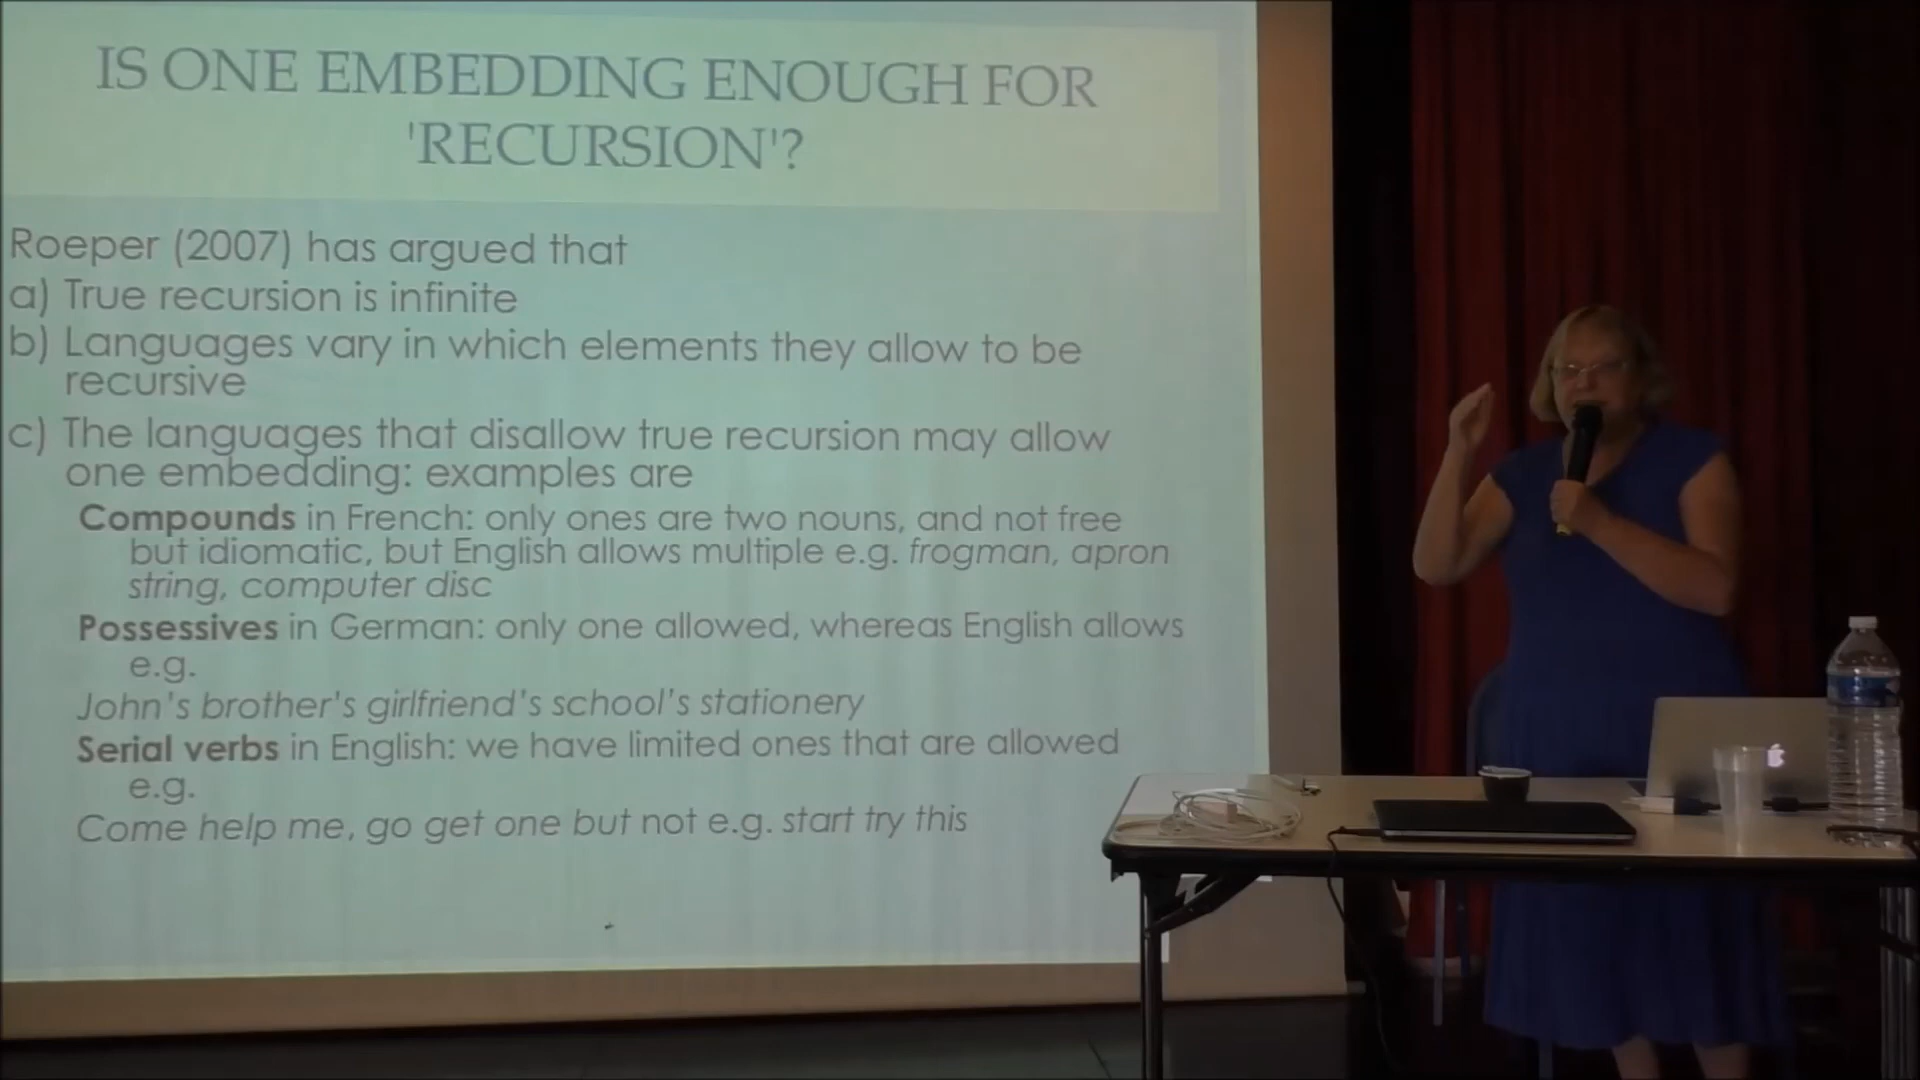 IS ONE EMBEDDING ENOUGH FOR
'RECURSION'?
Roeper (2007) has argued that
a) True recursion is infinite
b) Languages vary in which elements they allow to be
recursive
c) The languages that disallow true recursion may allow
one embedding: examples are
Compounds in French: only ones are two nouns, and not free
but idiomatic, but English allows multiple e.g. frogman, apron
string, computer disc
Possessives in German: only one allowed, whereas English allows
e.g.
John's brother's girlfriend's school's stationery
Serial verbs in English: we have limited ones that are allowed
e.g.
Come help me, go get one but not e.g. start try this